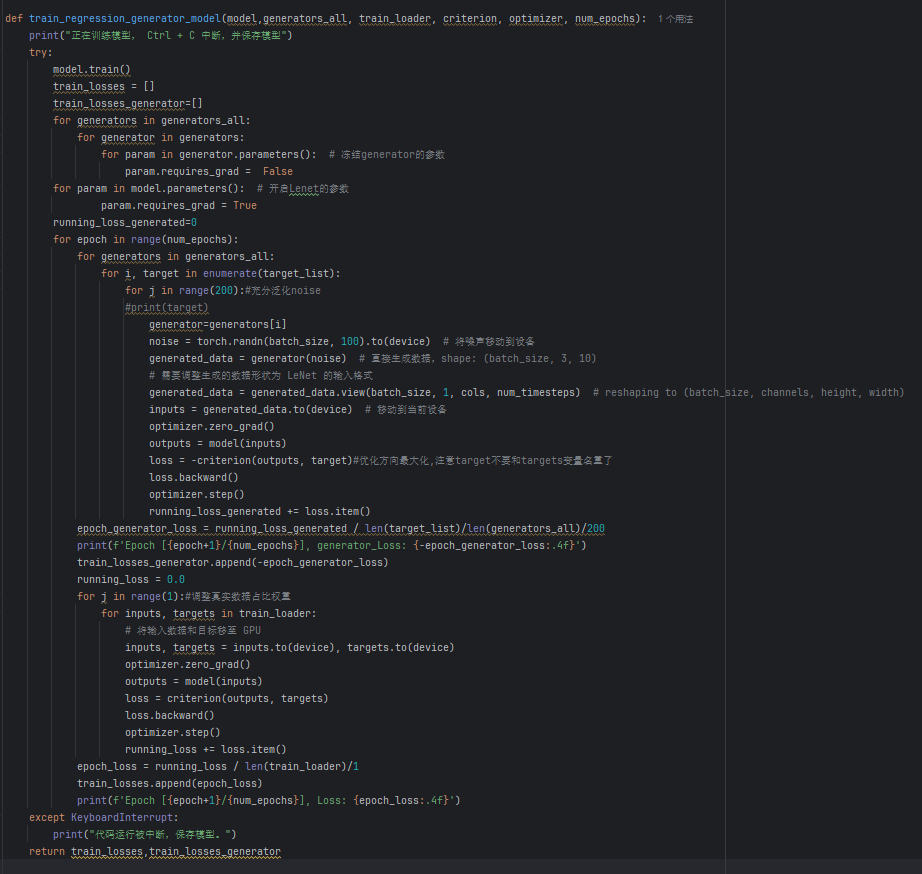 def train_regression_generator_model(model,generators_all, train_loader, criterion, optimizer, num_epochs): 1个用法
    print("正在训练模型, Ctrl + C 中断,并保存模型")
    try:
        model.train()
        train_losses = []
        train_losses_generator=[]
        for generators in generators_all:
            for generator in generators:
                for param in generator.parameters():  # 冻结generator的参数
                    param.requires_grad =  False
        for param in model.parameters():  # 开启Lenet的参数
                param.requires_grad = True
        running_loss_generated=0
        for epoch in range(num_epochs):
            for generators in generators_all:
                for i, target in enumerate(target_list):
                    for j in range(200):#充分泛化noise
                    #print(target)
                        generator=generators[i]
                        noise = torch.randn(batch_size, 100).to(device)  # 将噪声移动到设备
                        generated_data = generator(noise)  # 直接生成数据,shape: (batch_size, 3, 10)
                        # 需要调整生成的数据形状为 LeNet 的输入格式
                        generated_data = generated_data.view(batch_size, 1, cols, num_timesteps)  # reshaping to (batch_size, channels, height, width)
                        inputs = generated_data.to(device)  # 移动到当前设备
                        optimizer.zero_grad()
                        outputs = model(inputs)
                        loss = -criterion(outputs, target)#优化方向最大化,注意target不要和targets变量名重了
                        loss.backward()
                        optimizer.step()
                        running_loss_generated += loss.item()
            epoch_generator_loss = running_loss_generated / len(target_list)/len(generators_all)/200
            print(f'Epoch [{epoch+1}/{num_epochs}], generator_Loss: {-epoch_generator_loss:.4f}')
            train_losses_generator.append(-epoch_generator_loss)
            running_loss = 0.0
            for j in range(1):#调整真实数据占比权重
                for inputs, targets in train_loader:
                    # 将输入数据和目标移至 GPU
                    inputs, targets = inputs.to(device), targets.to(device)
                    optimizer.zero_grad()
                    outputs = model(inputs)
                    loss = criterion(outputs, targets)
                    loss.backward()
                    optimizer.step()
                    running_loss += loss.item()
            epoch_loss = running_loss / len(train_loader)/1
            train_losses.append(epoch_loss)
            print(f'Epoch [{epoch+1}/{num_epochs}], Loss: {epoch_loss:.4f}')
    except KeyboardInterrupt:
        print("代码运行被中断,保存模型。")
    return train_losses,train_losses_generator